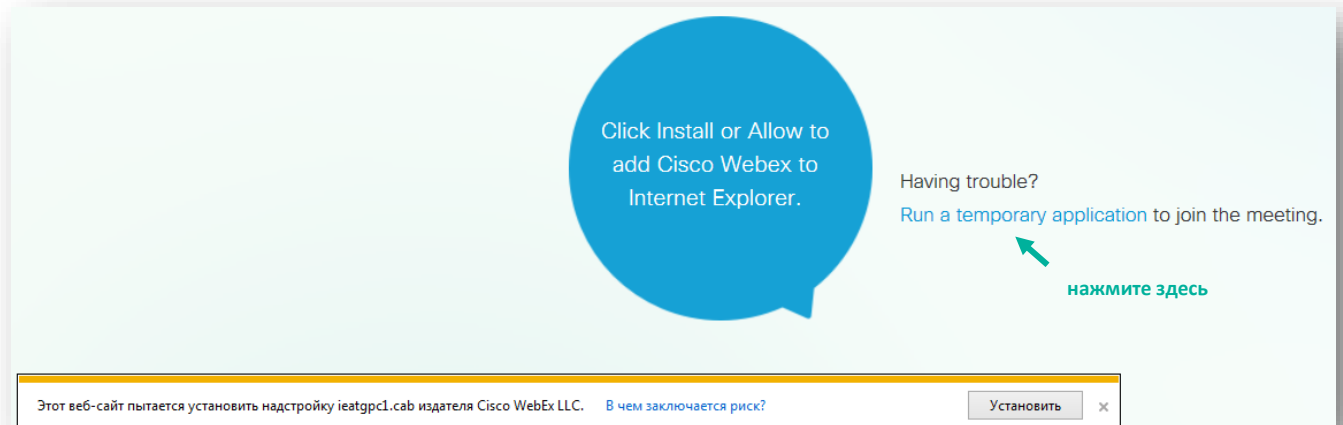 Click Install or Allow to
add Cisco Webex to
Internet Explorer.
Having trouble?
Run a temporary application to join the meeting.
нажмите здесь
Этот веб-сайт пытается установить надстройку ieatgpc1.cab издателя Cisco WebEx LLC. В чем заключается риск? Установить ×